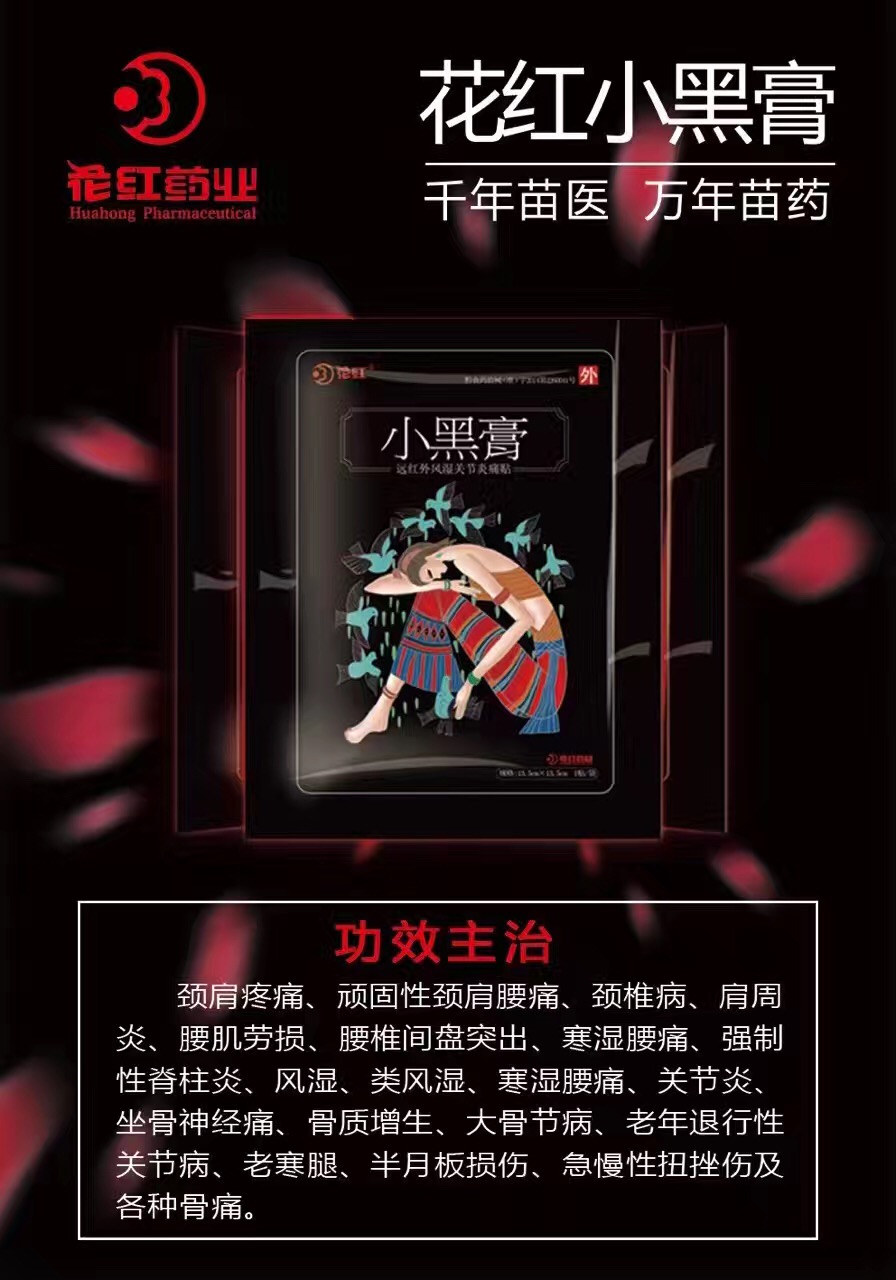 花红药业
Huahong Pharmaceutical
花红小黑膏
千年苗医 万年苗药
花红
外
小黑膏
远红外风湿关节炎痛贴
花红药业
功效主治
颈肩疼痛、顽固性颈肩腰痛、颈椎病、肩周
炎、腰肌劳损、腰椎间盘突出、寒湿腰痛、强制
性脊柱炎、风湿、类风湿、寒湿腰痛、关节炎、
坐骨神经痛、骨质增生、大骨节病、老年退行性
关节病、老寒腿、半月板损伤、急慢性扭挫伤及
各种骨痛。